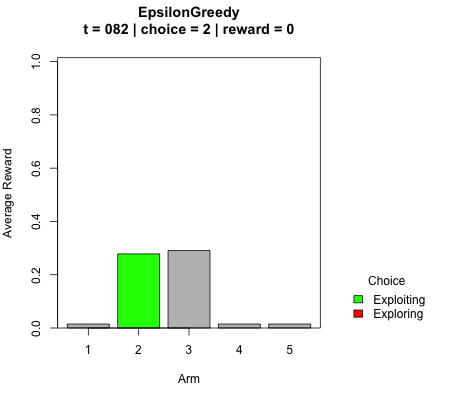 EpsilonGreedy
t = 082 | choice = 2 | reward = 0
Average Reward
1.0
0.8
0.6
0.4
0.2
0.0
1 2 3 4 5
Arm
Choice
Exploiting
Exploring